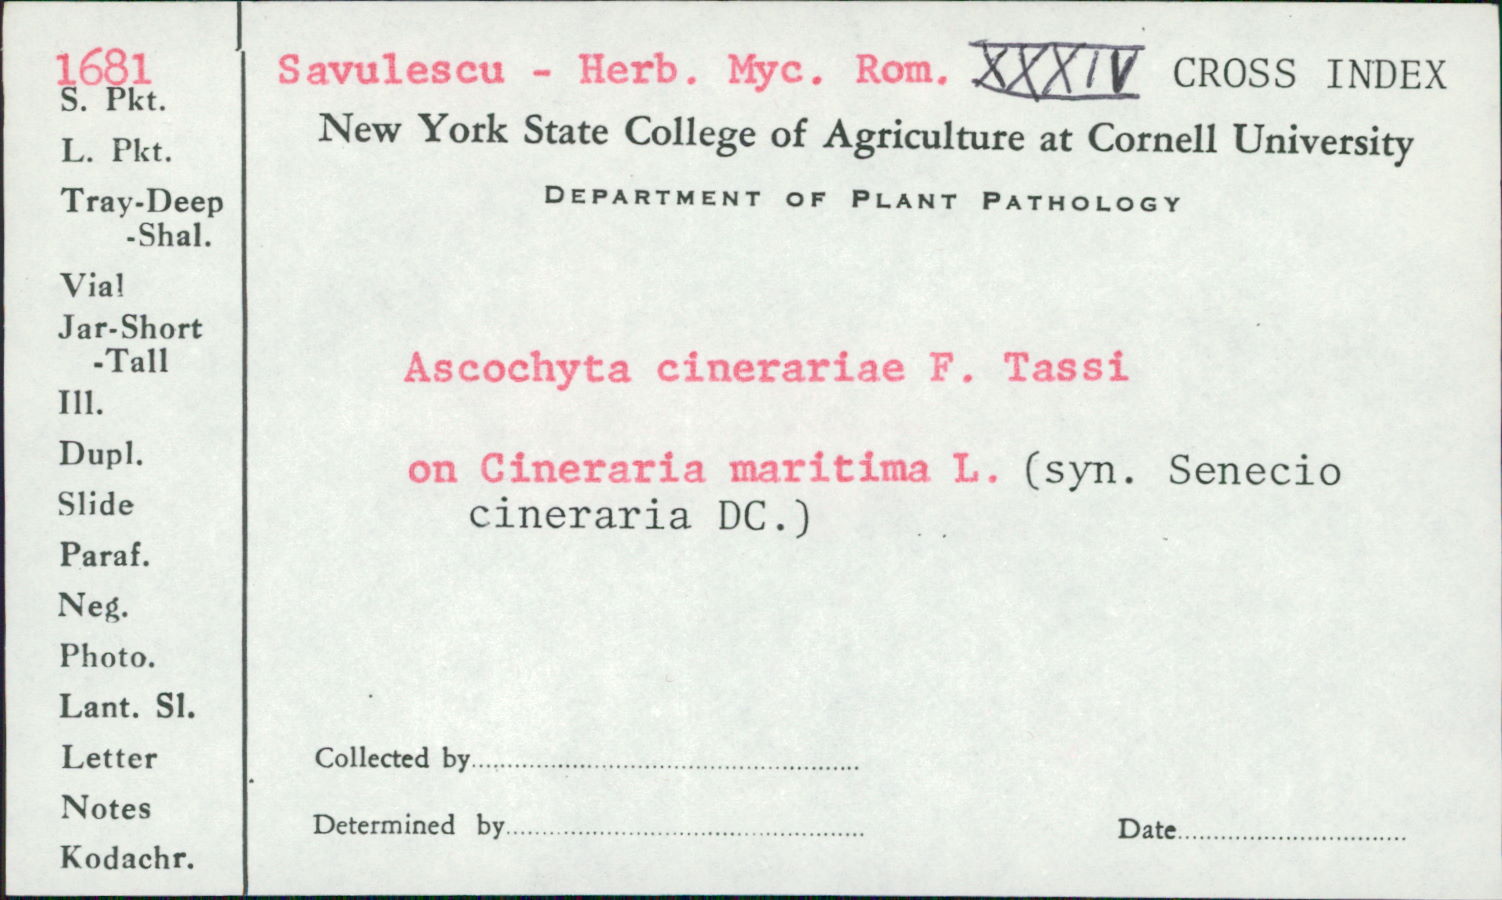 1681
Savulescu - Herb. Myc. Rom. XXXIV CROSS INDEX
New York State College of Agriculture at Cornell University
DEPARTMENT OF PLANT PATHOLOGY
S. Pkt.
L. Pkt.
Tray-Deep
-Shal.
Vial
Jar-Short
-Tall
Ill.
Dupl.
Slide
Paraf.
Neg.
Photo.
Lant. Sl.
Letter
Notes
Kodachr.
Ascochyta cinerariae F. Tassi
on Cineraria maritima L. (syn. Senecio
cineraria DC.)
Collected by
Determined by
Date